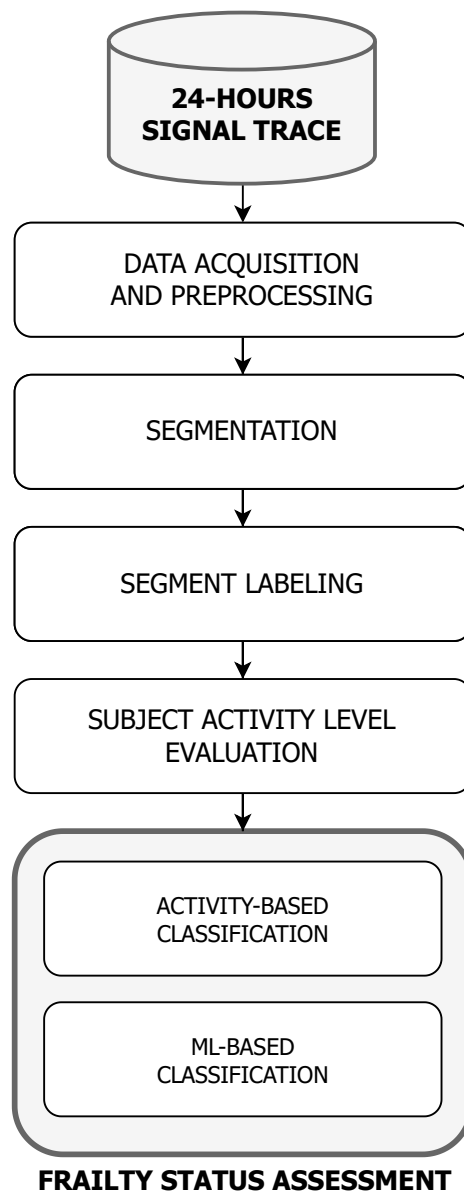 24-HOURS
SIGNAL TRACE
DATA ACQUISITION
AND PREPROCESSING
SEGMENTATION
SEGMENT LABELING
SUBJECT ACTIVITY LEVEL
EVALUATION
ACTIVITY-BASED
CLASSIFICATION
ML-BASED
CLASSIFICATION
FRAILTY STATUS ASSESSMENT